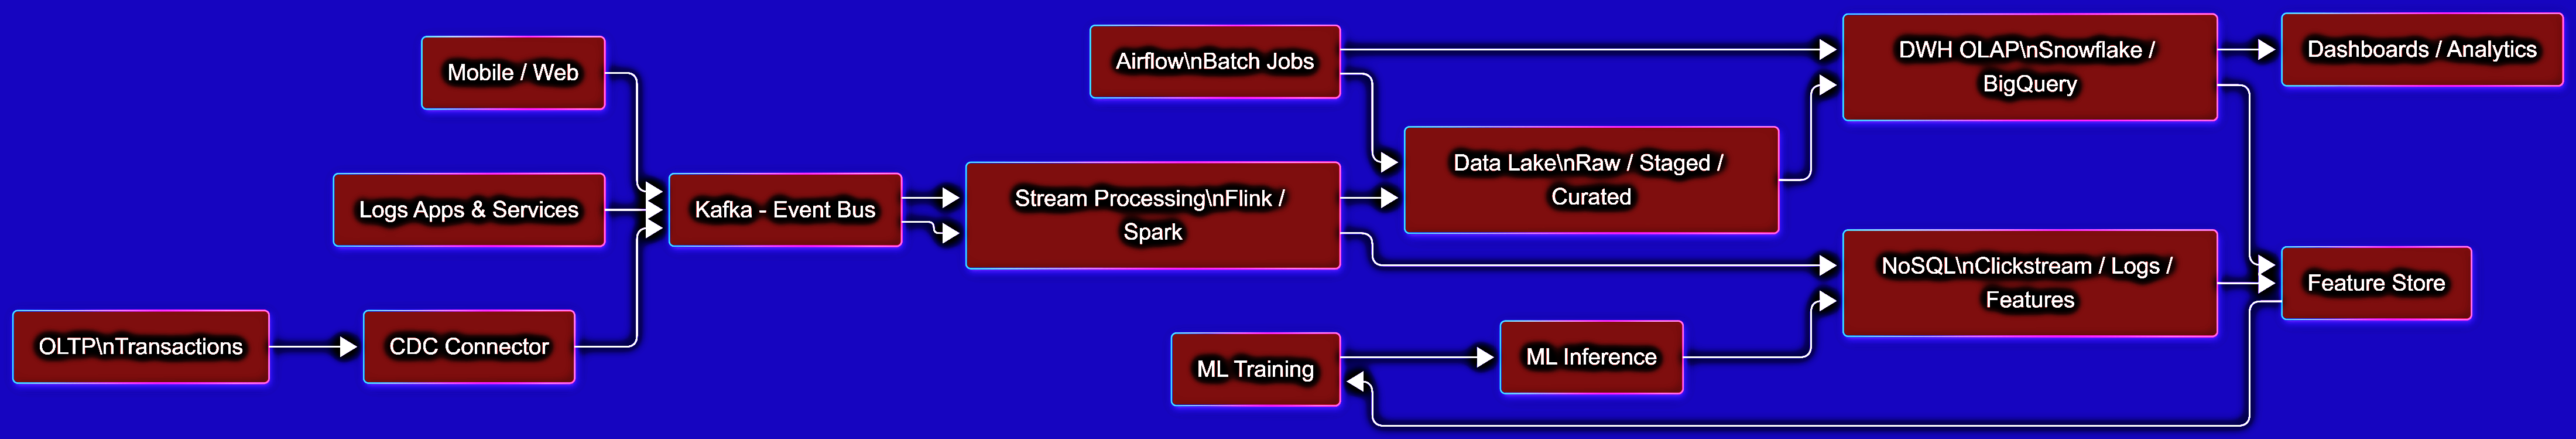 Mobile / Web
Logs Apps & Services
OLTP\nTransactions
CDC Connector
Kafka - Event Bus
Airflow\nBatch Jobs
Stream Processing\nFlink /
Spark
Data Lake\nRaw / Staged /
Curated
ML Training
ML Inference
DWH OLAP\nSnowflake /
BigQuery
NoSQL\nClickstream / Logs /
Features
Dashboards / Analytics
Feature Store